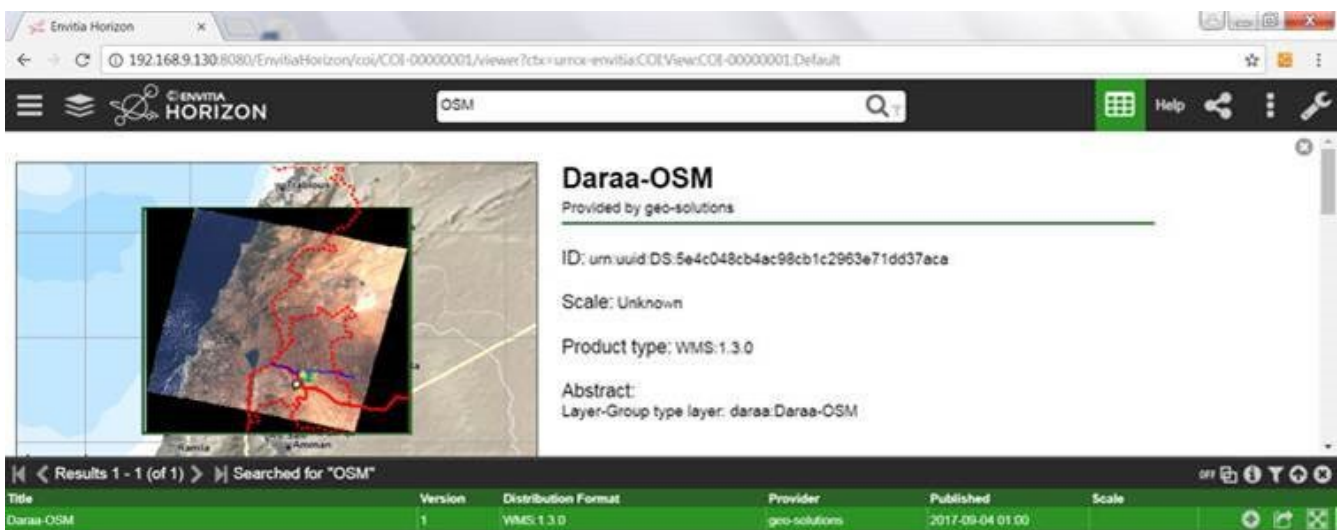 Envitia Horizon
192.168.9.130:8080/EnvitiaHorizon/coi/COI-00000001/viewer?ctx=urn:x-envitia:COI:View:COI-00000001:Default
© ENVITIA
HORIZON
OSM
Help
Trablous
Daraa-OSM
Provided by geo-solutions
ID: urn:uuid:DS:5e4c048cb4ac98cb1c2963e71dd37aca
Scale: Unknown
Product type: WMS:1.3.0
Abstract:
Layer-Group type layer: daraa:Daraa-OSM
Ramla
Amman
Results 1 - 1 (of 1) Searched for "OSM"
OFF
Title Version Distribution Format Provider Published Scale
Daraa-OSM 1 WMS:1.3.0 geo-solutions 2017-09-04 01:00